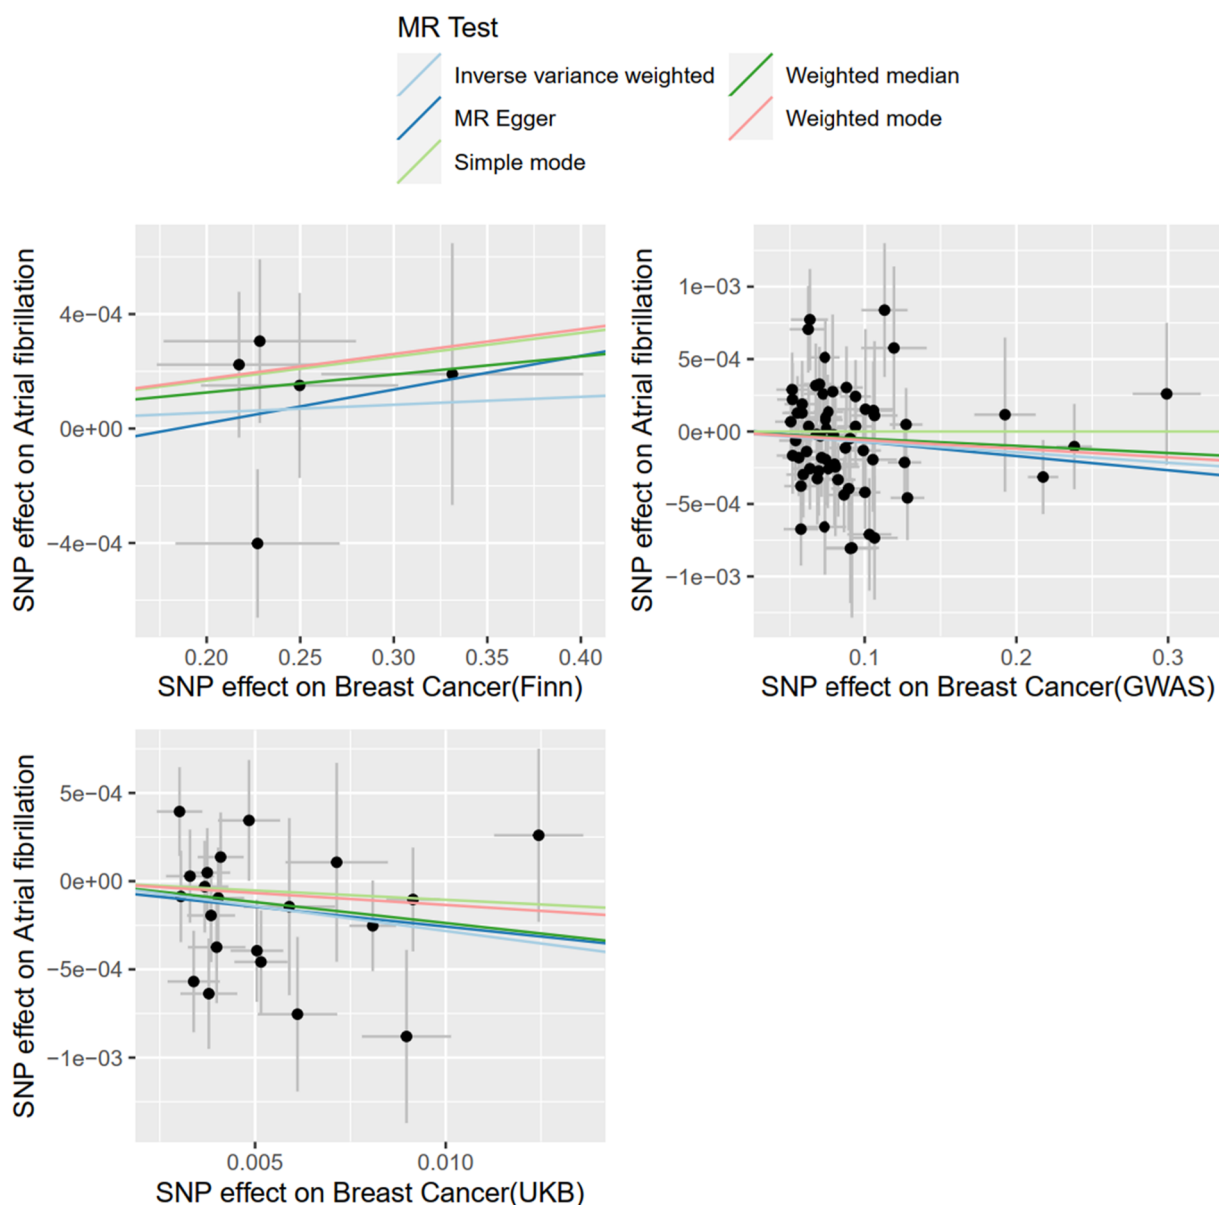 MR Test
Inverse variance weighted
Weighted median
MR Egger
Weighted mode
Simple mode
SNP effect on Atrial fibrillation
4e−04
0e+00
−4e−04
0.20 0.25 0.30 0.35 0.40
SNP effect on Breast Cancer(Finn)
SNP effect on Atrial fibrillation
1e−03
5e−04
0e+00
−5e−04
−1e−03
0.1 0.2 0.3
SNP effect on Breast Cancer(GWAS)
SNP effect on Atrial fibrillation
5e−04
0e+00
−5e−04
−1e−03
0.005 0.010
SNP effect on Breast Cancer(UKB)